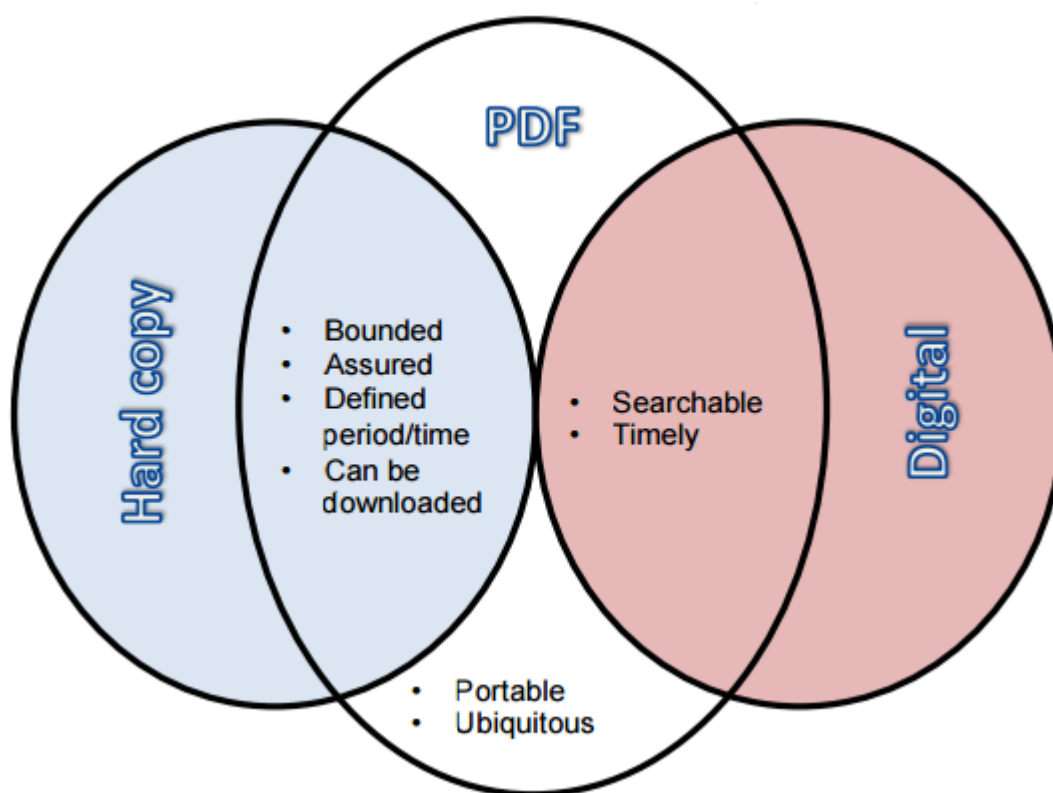 PDF
Hard copy
• Bounded
• Assured
• Defined
period/time
• Can be
downloaded
• Searchable
• Timely
Digital
• Portable
• Ubiquitous